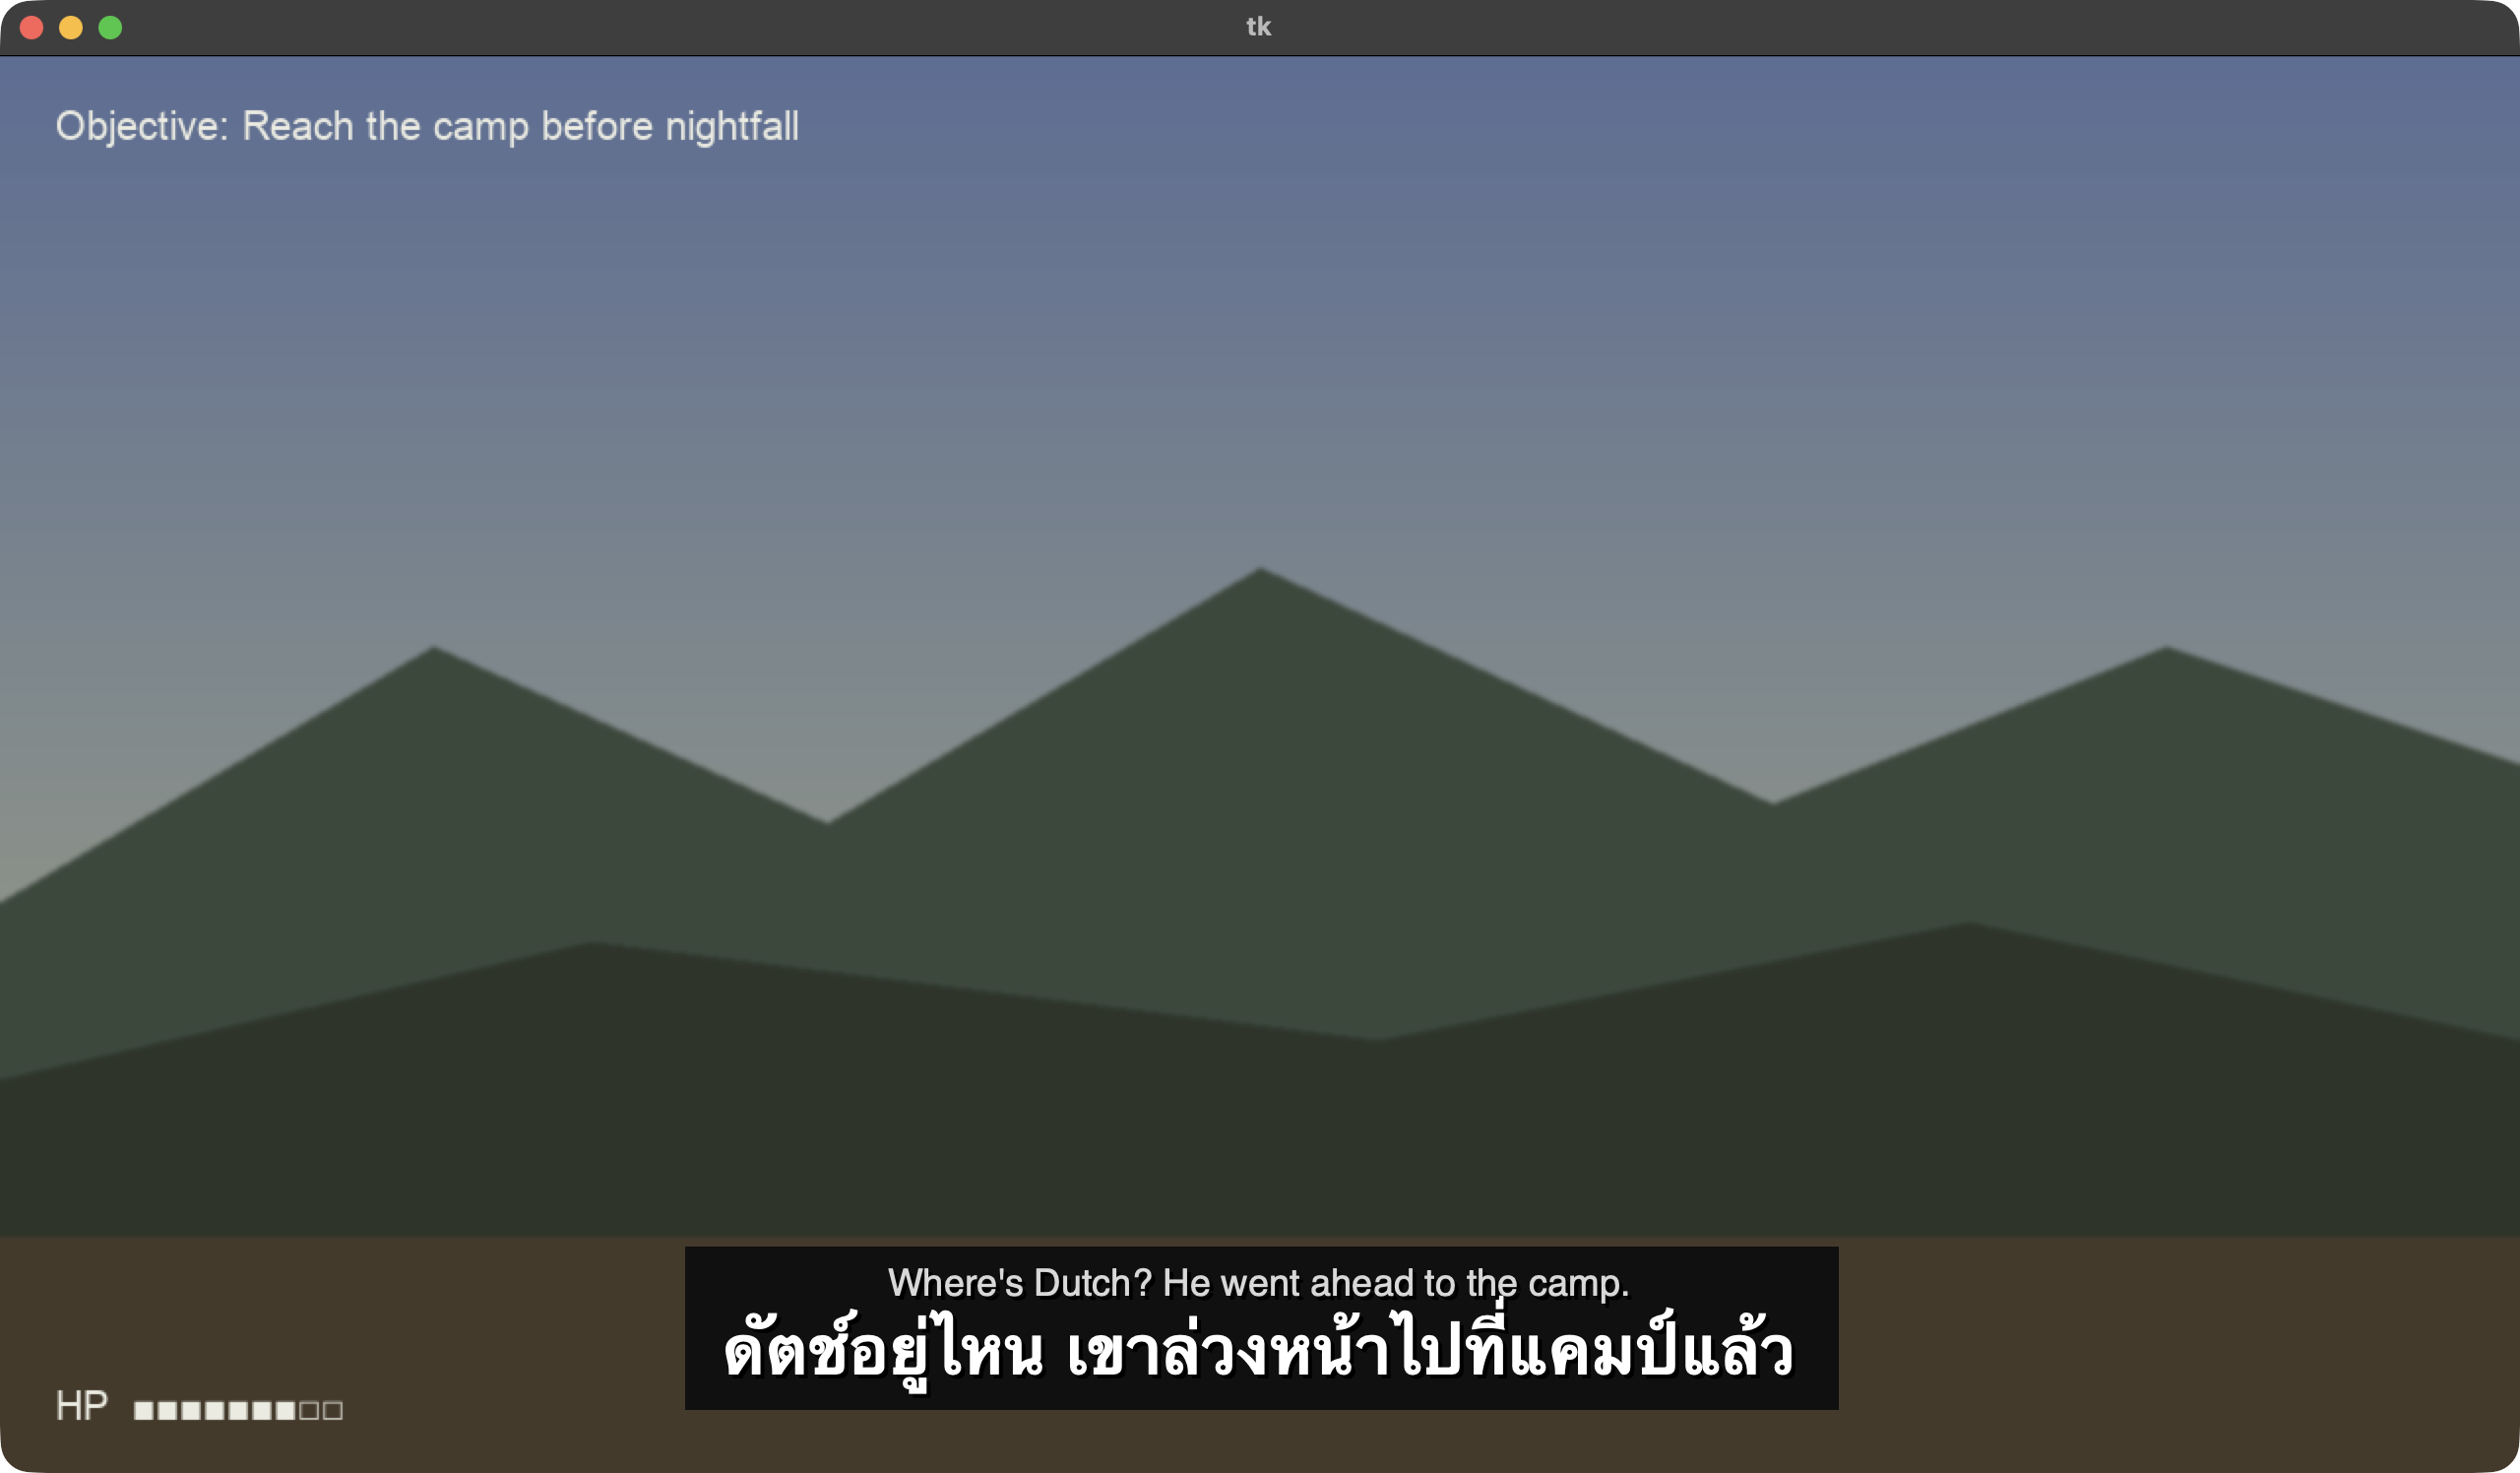 tk
Objective: Reach the camp before nightfall
Where's Dutch? He went ahead to the camp.
ดัตช์อยู่ไหน เขาล่วงหน้าไปที่แคมป์แล้ว
HP ■■■■■■■□□